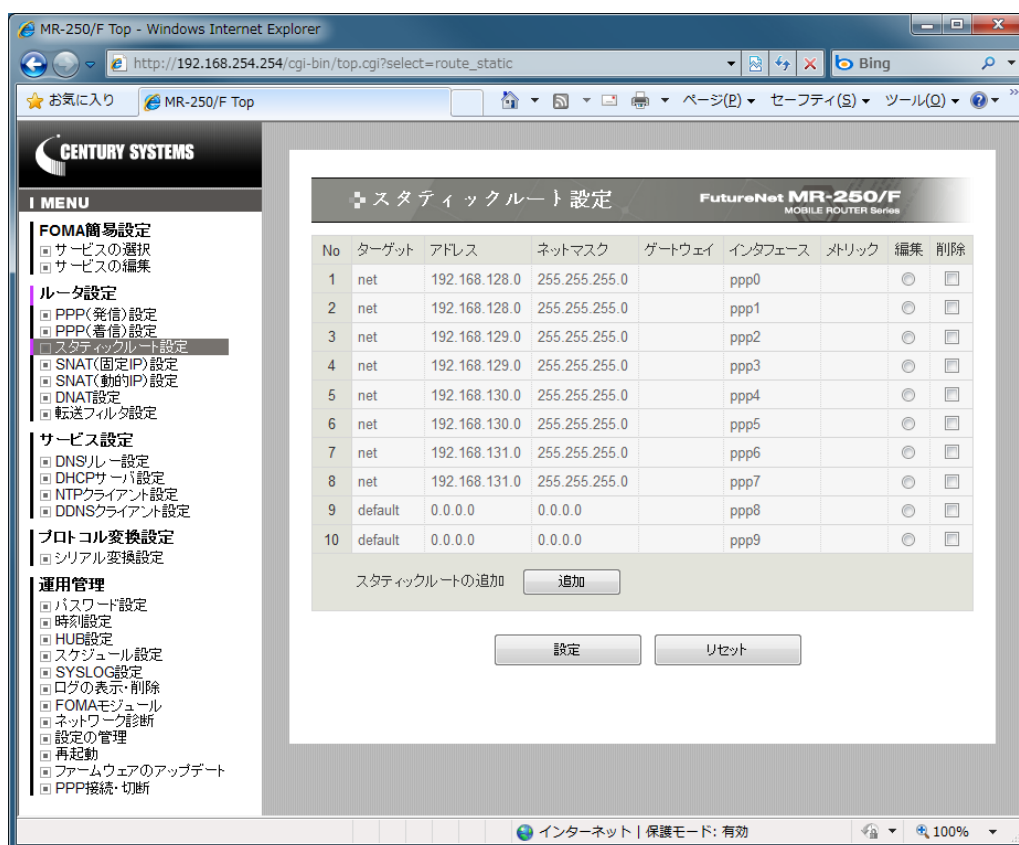 MR-250/F Top - Windows Internet Explorer
http://192.168.254.254/cgi-bin/top.cgi?select=route_static
Bing
お気に入り
MR-250/F Top
ページ(P)
セーフティ(S)
ツール(O)
CENTURY SYSTEMS
MENU
FOMA簡易設定
サービスの選択
サービスの編集
ルータ設定
PPP(発信)設定
PPP(着信)設定
スタティックルート設定
SNAT(固定IP)設定
SNAT(動的IP)設定
DNAT設定
転送フィルタ設定
サービス設定
DNSリレー設定
DHCPサーバ設定
NTPクライアント設定
DDNSクライアント設定
プロトコル変換設定
シリアル変換設定
運用管理
パスワード設定
時刻設定
HUB設定
スケジュール設定
SYSLOG設定
ログの表示・削除
FOMAモジュール
ネットワーク診断
設定の管理
再起動
ファームウェアのアップデート
PPP接続・切断
スタティックルート設定
FutureNet MR-250/F
MOBILE ROUTER Series
No ターゲット アドレス ネットマスク ゲートウェイ インタフェース メトリック 編集 削除
1 net 192.168.128.0 255.255.255.0 ppp0
2 net 192.168.128.0 255.255.255.0 ppp1
3 net 192.168.129.0 255.255.255.0 ppp2
4 net 192.168.129.0 255.255.255.0 ppp3
5 net 192.168.130.0 255.255.255.0 ppp4
6 net 192.168.130.0 255.255.255.0 ppp5
7 net 192.168.131.0 255.255.255.0 ppp6
8 net 192.168.131.0 255.255.255.0 ppp7
9 default 0.0.0.0 0.0.0.0 ppp8
10 default 0.0.0.0 0.0.0.0 ppp9
スタティックルートの追加 追加
設定 リセット
インターネット | 保護モード: 有効
100%